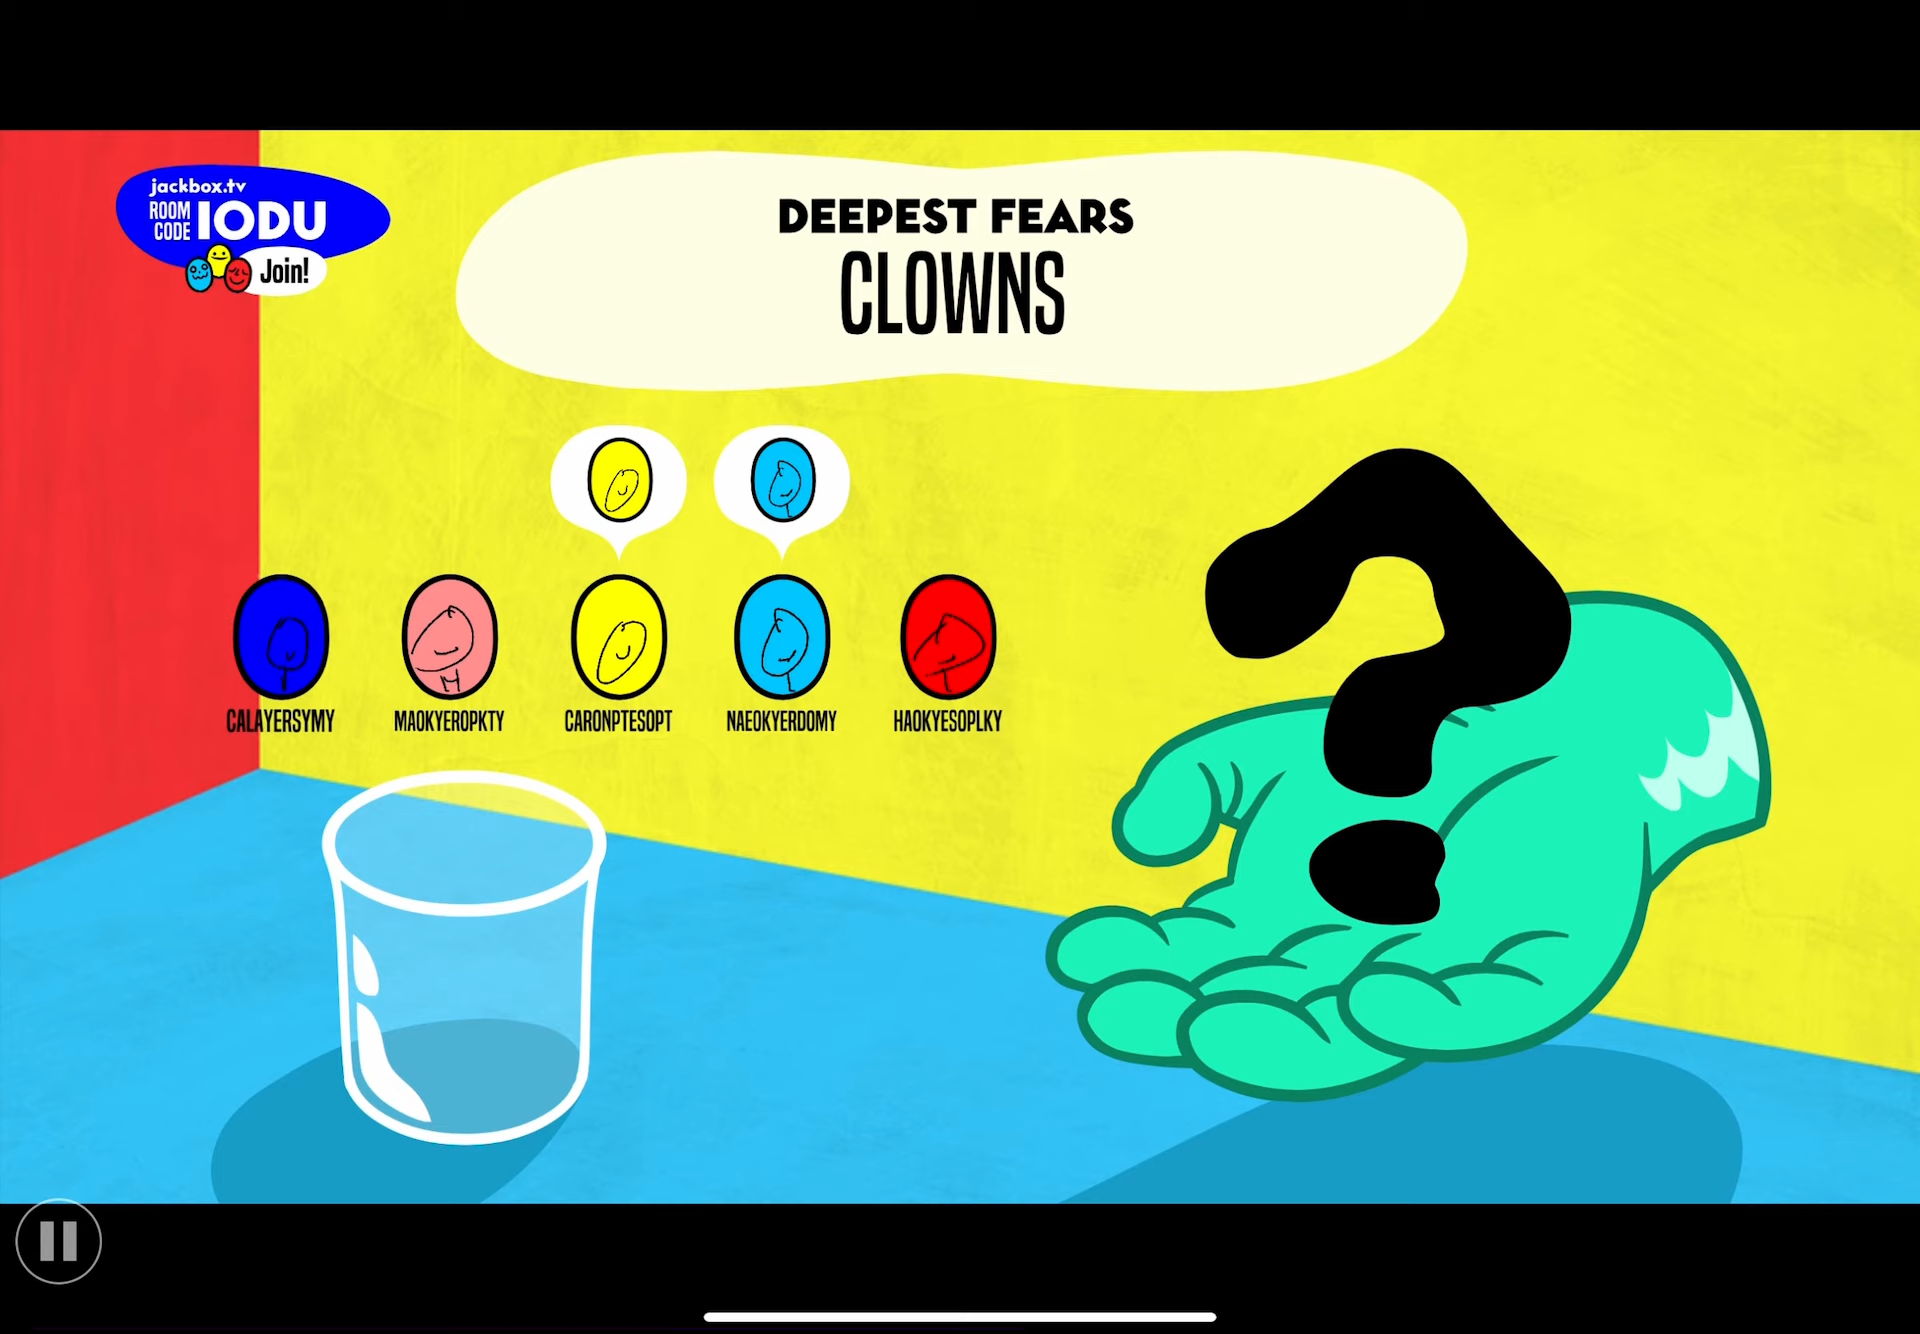 jackbox.tv
ROOM CODE IODU
Join!
DEEPEST FEARS
CLOWNS
CALAYERSYMY
MAOKYEROPKTY
CARONPTESOPT
NAEOKYERDOMY
HAOKYESOPLKY